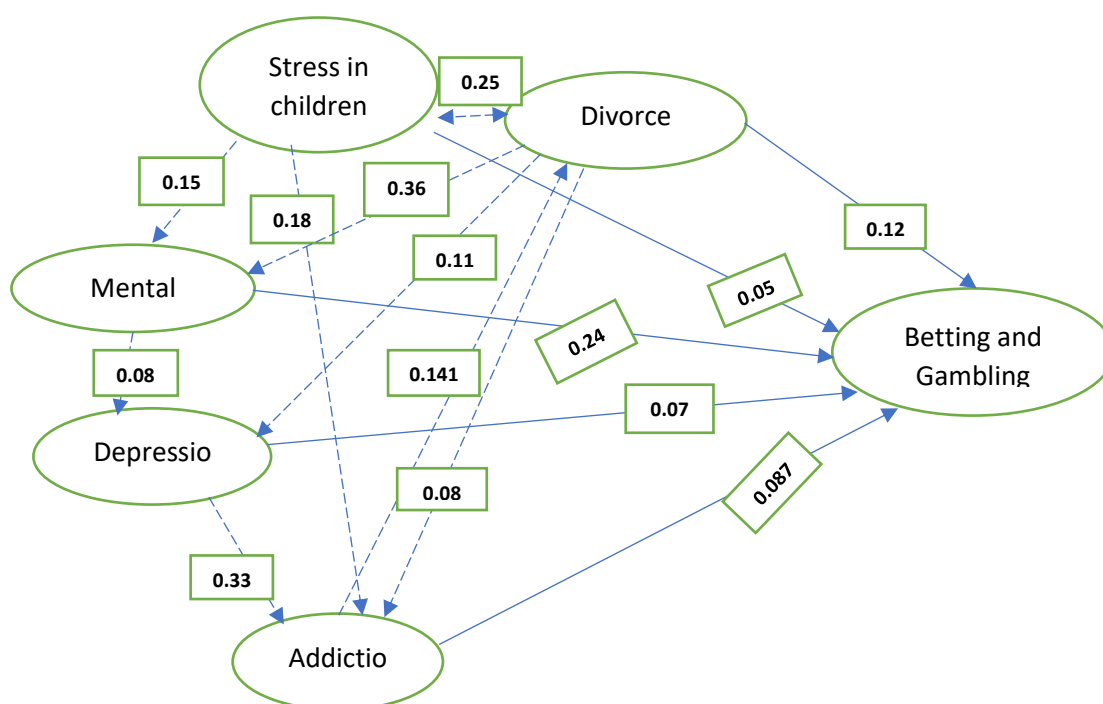 Stress in
children
0.25
Divorce
0.15
0.36
0.18
0.12
0.11
Mental
0.05
0.24
Betting and
Gambling
0.08
0.141
0.07
Depressio
0.08
0.087
0.33
Addictio